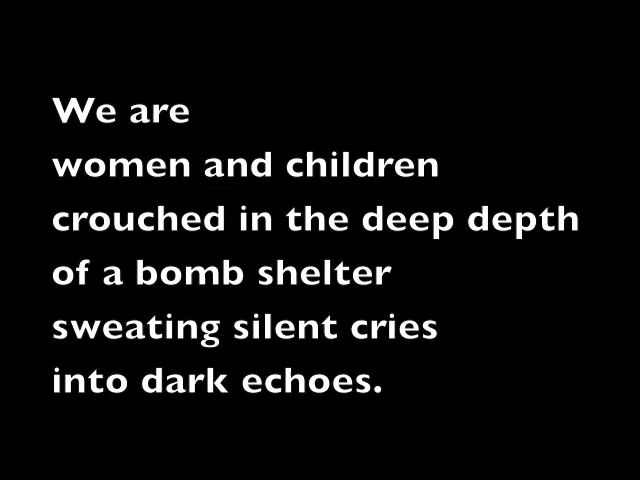 We are
women and children
crouched in the deep depth
of a bomb shelter
sweating silent cries
into dark echoes.